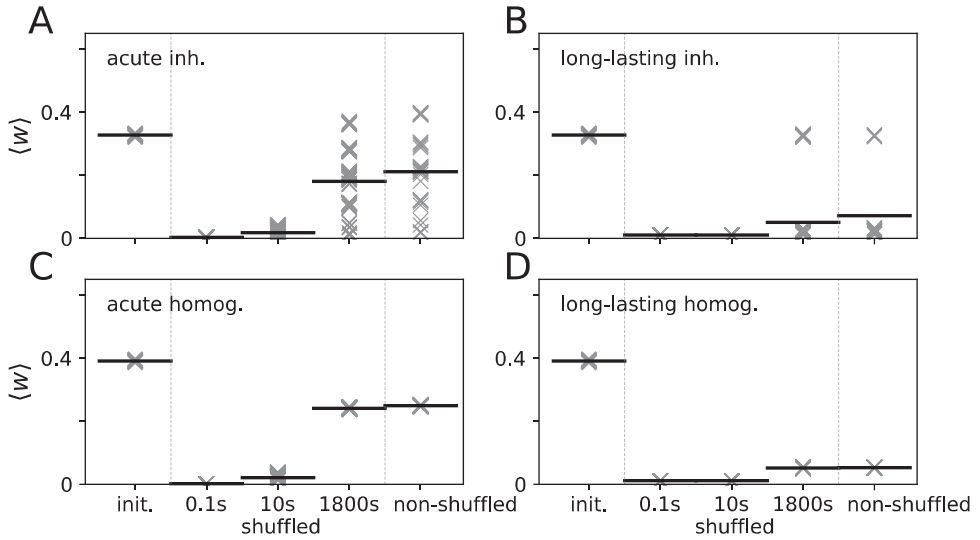 A
acute inh.
0.4
0
⟨w⟩
B
long-lasting inh.
0.4
0
C
acute homog.
0.4
0
⟨w⟩
init.
0.1s
10s
1800s
non-shuffled
shuffled
D
long-lasting homog.
0.4
0
init.
0.1s
10s
1800s
non-shuffled
shuffled